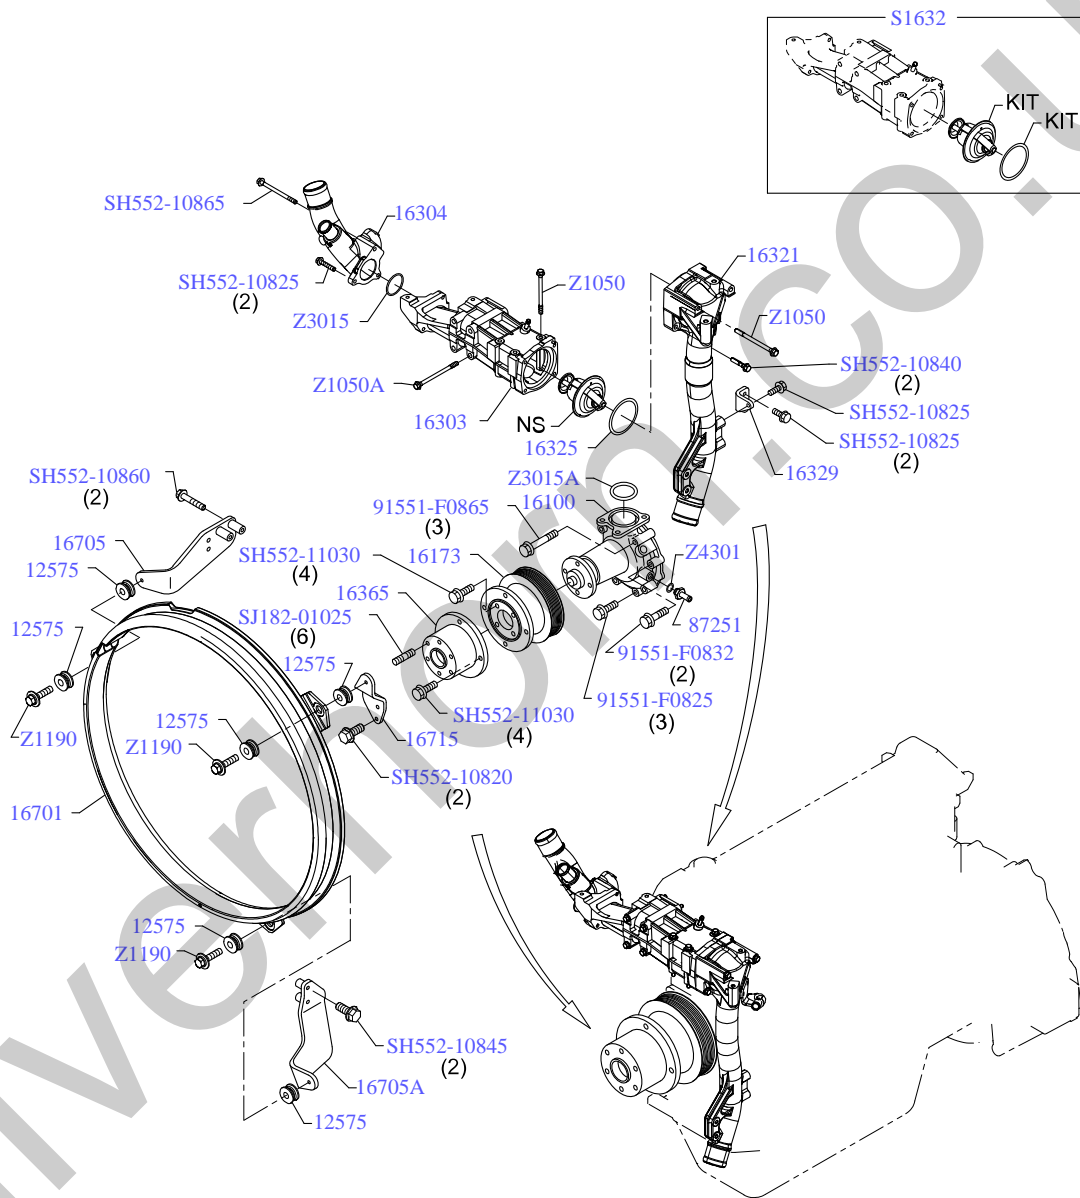 S1632
KIT
KIT
SH552-10865
16304
SH552-10825
(2)
Z3015
Z1050
16321
Z1050
Z1050A
16303
NS
16325
SH552-10840
(2)
SH552-10825
SH552-10825
(2)
16329
SH552-10860
(2)
Z3015A
91551-F0865
(3)
16100
16705
12575
SH552-11030
(4)
16173
Z4301
16365
SJ182-01025
(6)
12575
12575
87251
91551-F0832
(2)
91551-F0825
(3)
Z1190
12575
Z1190
SH552-11030
(4)
16715
SH552-10820
(2)
16701
12575
Z1190
SH552-10845
(2)
16705A
12575
iverhorn.co.u